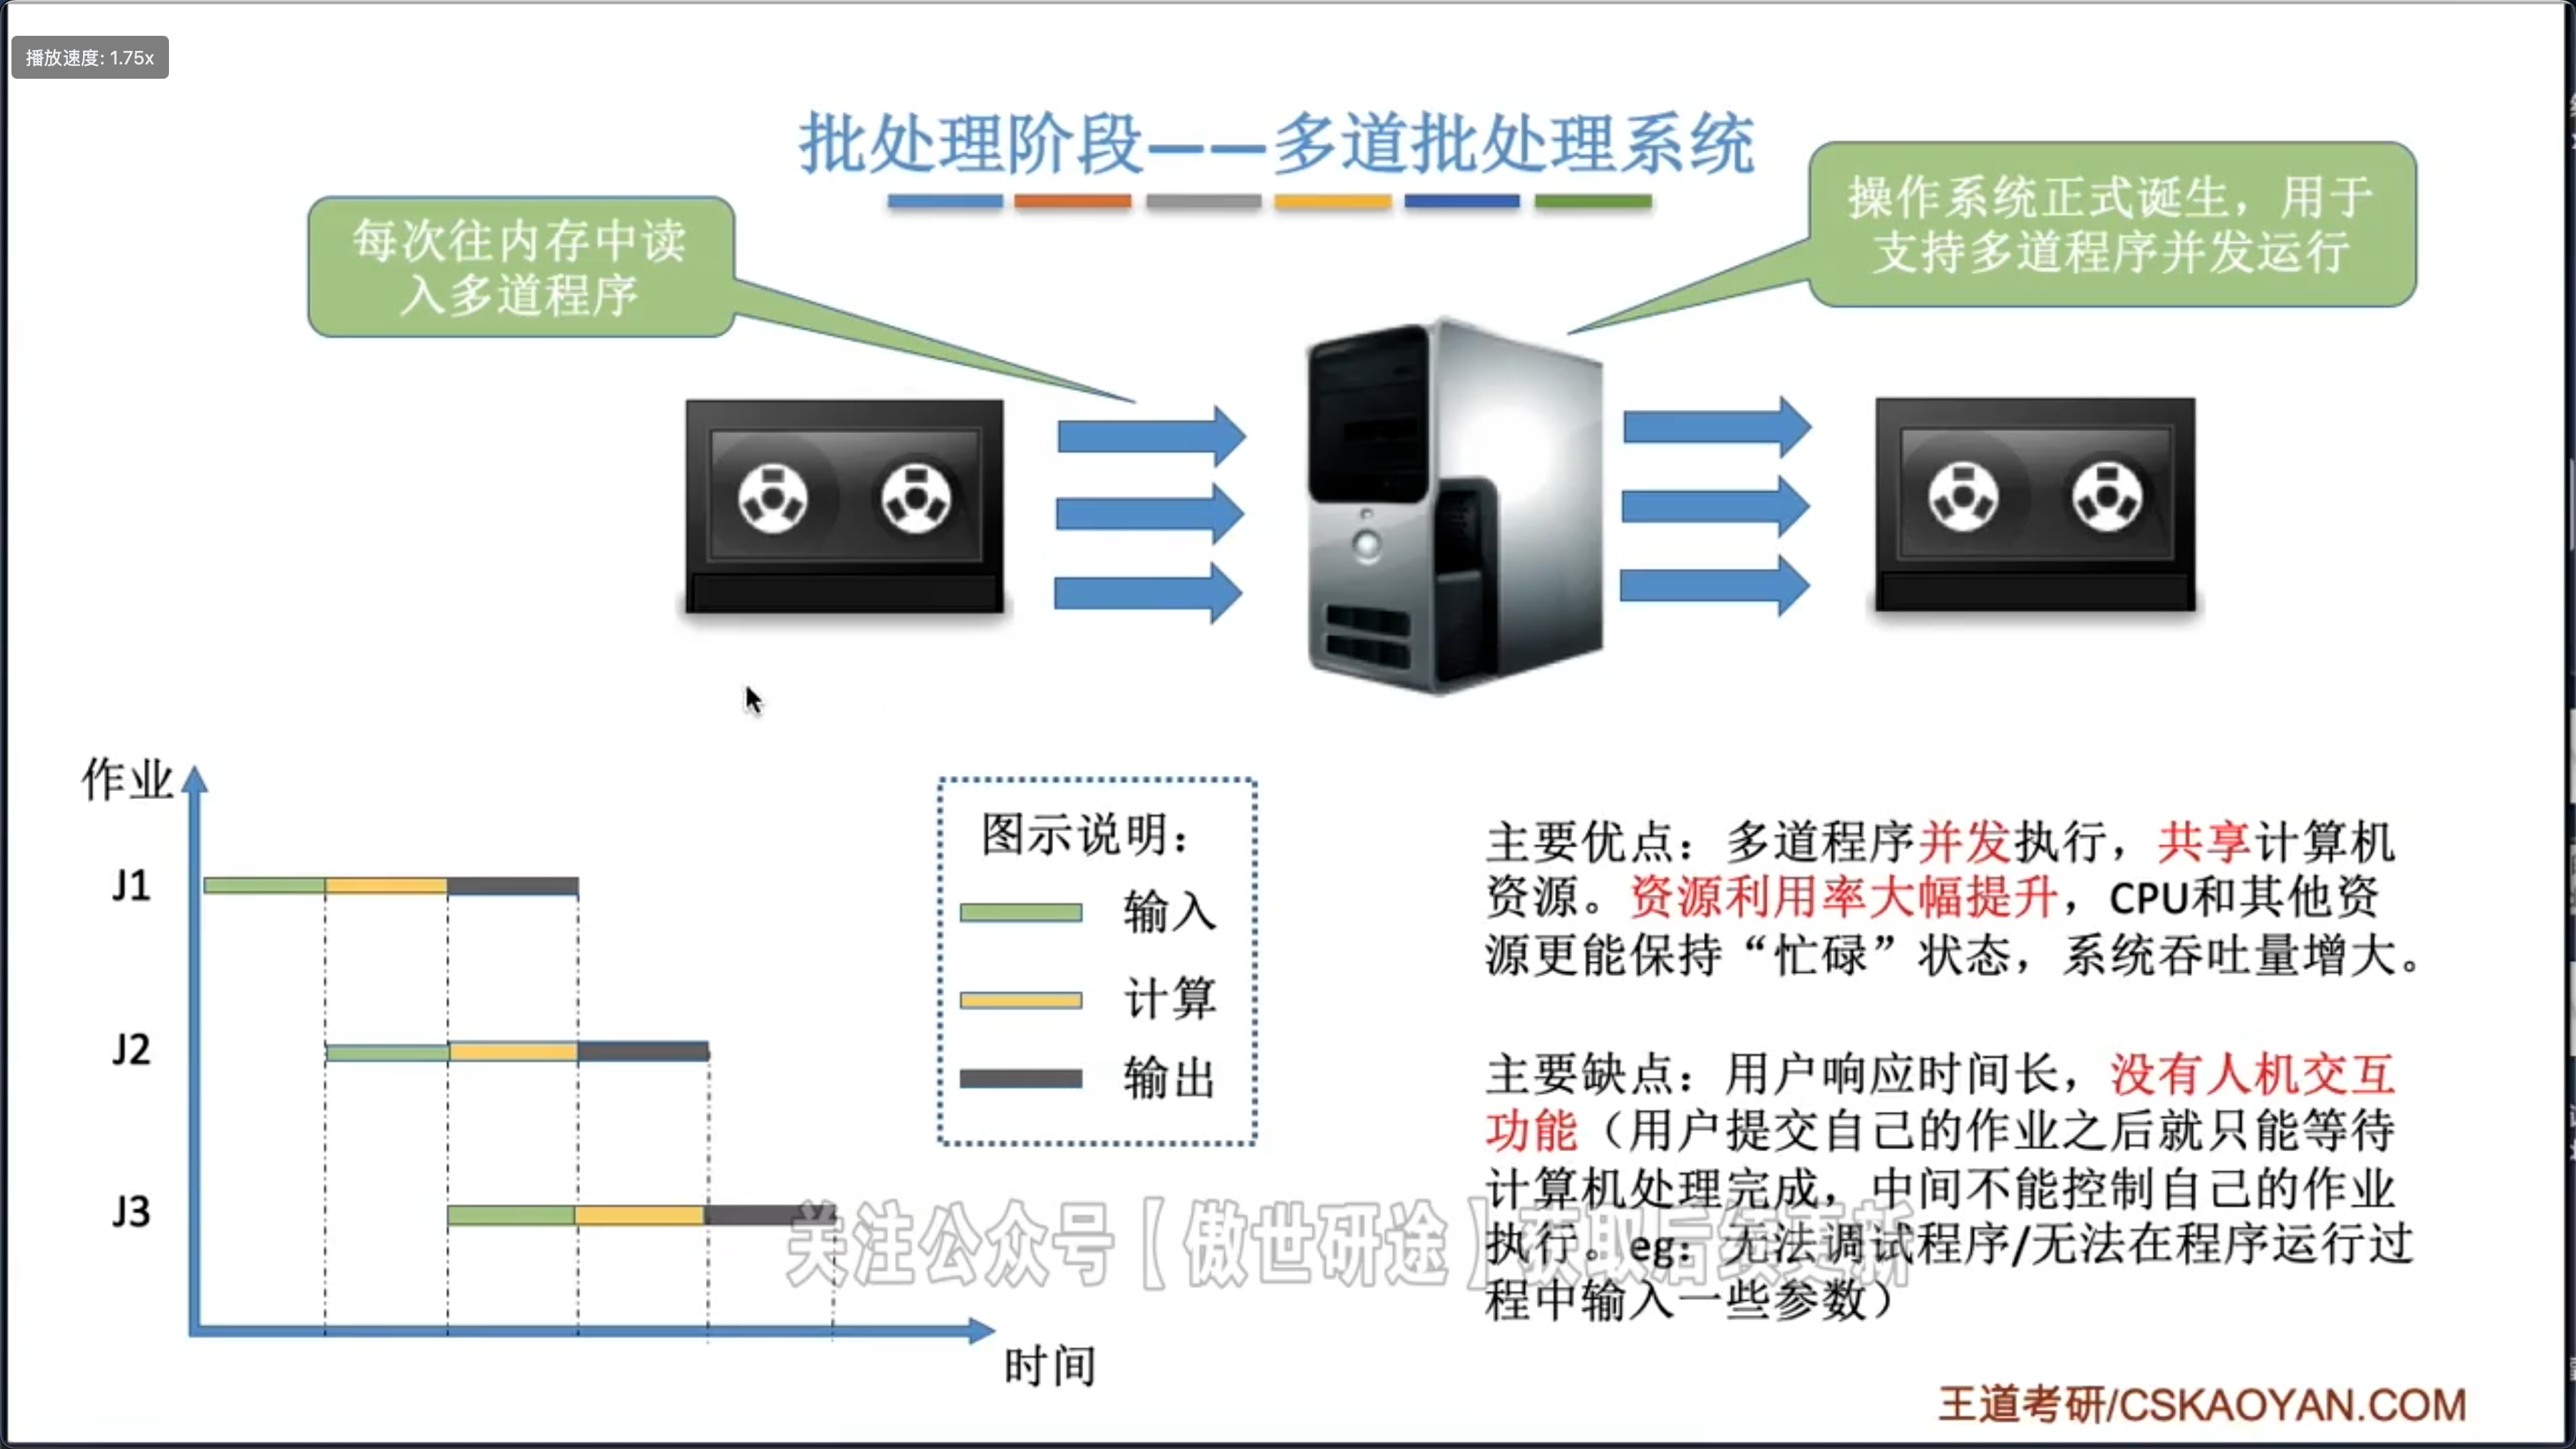 播放速度: 1.75x
批处理阶段——多道批处理系统
每次往内存中读
入多道程序
操作系统正式诞生，用于
支持多道程序并发运行
作业
J1
J2
J3
时间
图示说明：
输入
计算
输出
主要优点：多道程序并发执行，共享计算机
资源。资源利用率大幅提升，CPU和其他资
源更能保持“忙碌”状态，系统吞吐量增大。
主要缺点：用户响应时间长，没有人机交互
功能（用户提交自己的作业之后就只能等待
计算机处理完成，中间不能控制自己的作业
执行。eg：无法调试程序/无法在程序运行过
程中输入一些参数）
关注公众号【傲世研途】获取后续更新
王道考研/CSKAOYAN.COM